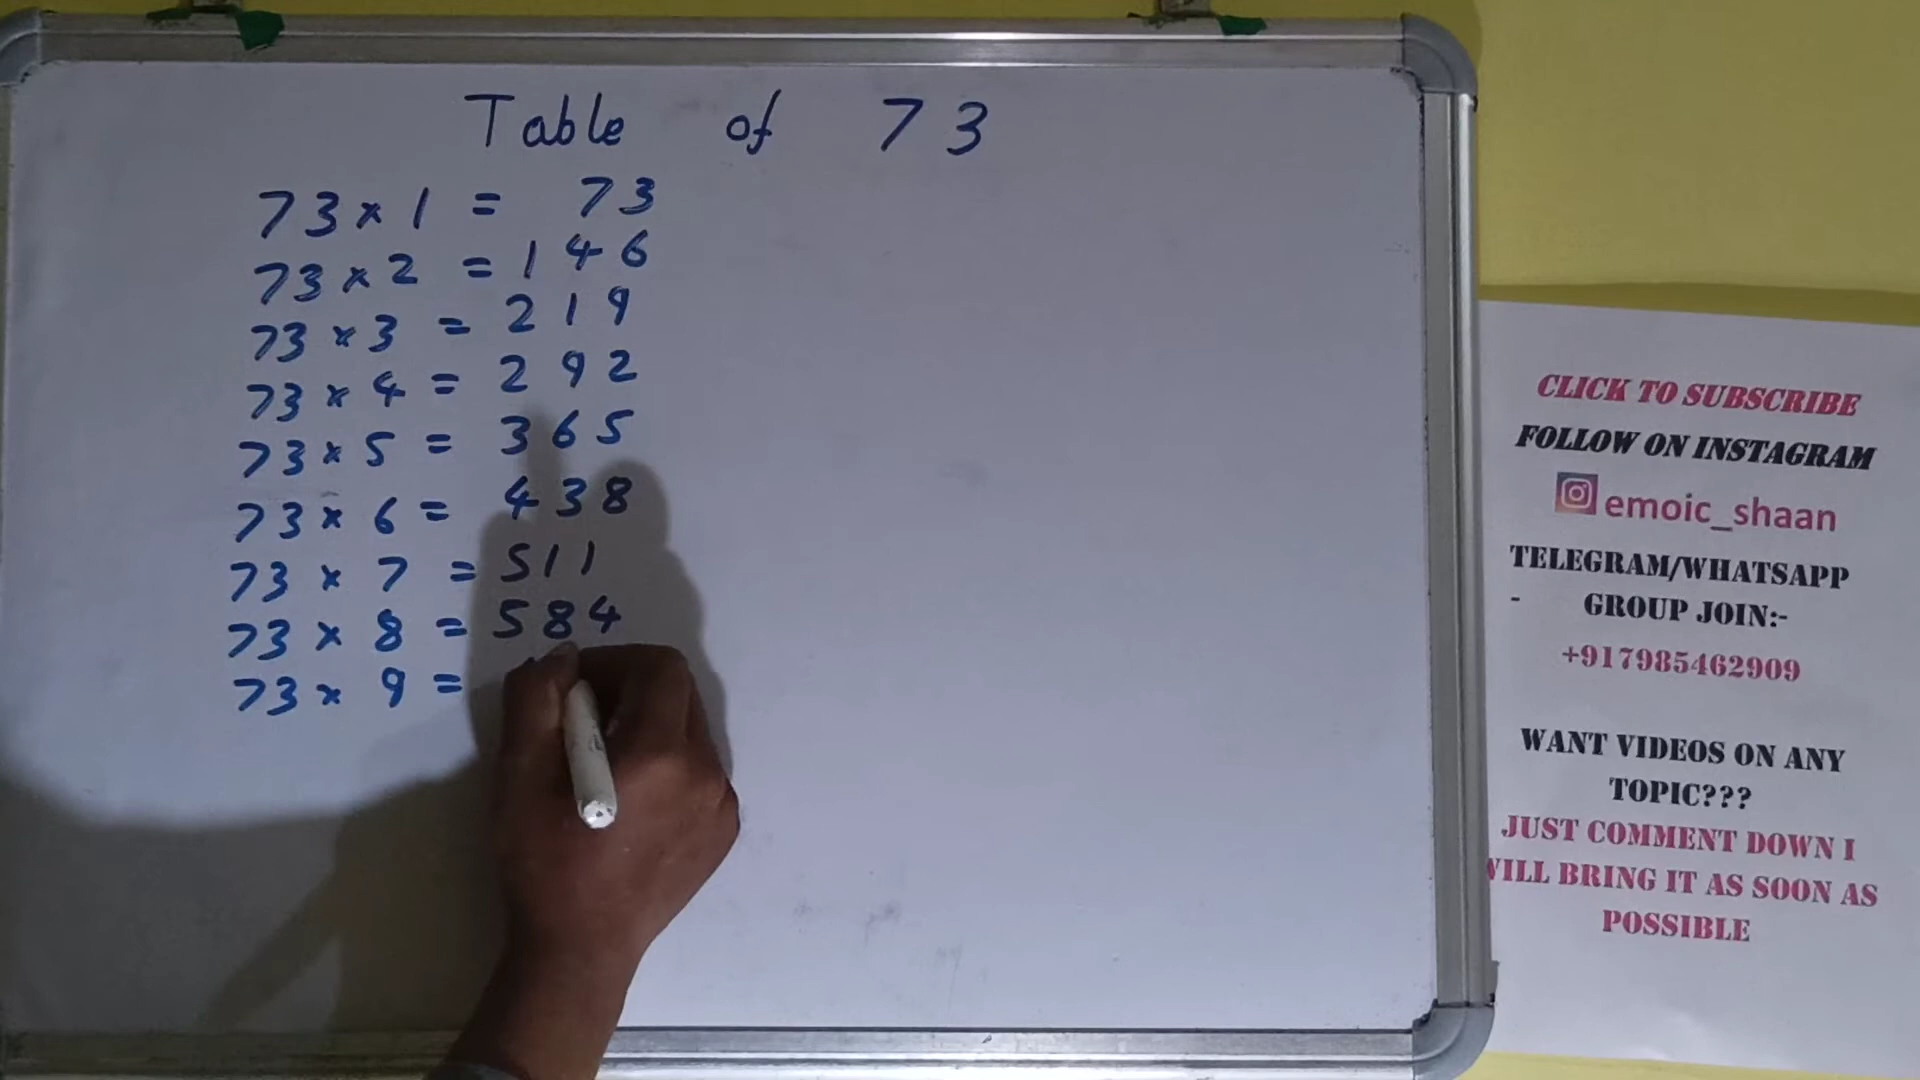 Table of 73
73 × 1 = 73
73 × 2 = 146
73 × 3 = 219
73 × 4 = 292
73 × 5 = 365
73 × 6 = 438
73 × 7 = 511
73 × 8 = 584
73 × 9 =
CLICK TO SUBSCRIBE
FOLLOW ON INSTAGRAM
emoic_shaan
TELEGRAM/WHATSAPP
- GROUP JOIN:-
+917985462909
WANT VIDEOS ON ANY
TOPIC???
JUST COMMENT DOWN I
WILL BRING IT AS SOON AS
POSSIBLE